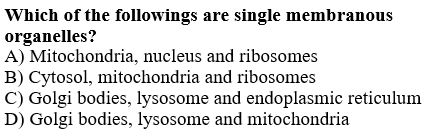 Which of the followings are single membranous
organelles?
A) Mitochondria, nucleus and ribosomes
B) Cytosol, mitochondria and ribosomes
C) Golgi bodies, lysosome and endoplasmic reticulum
D) Golgi bodies, lysosome and mitochondria